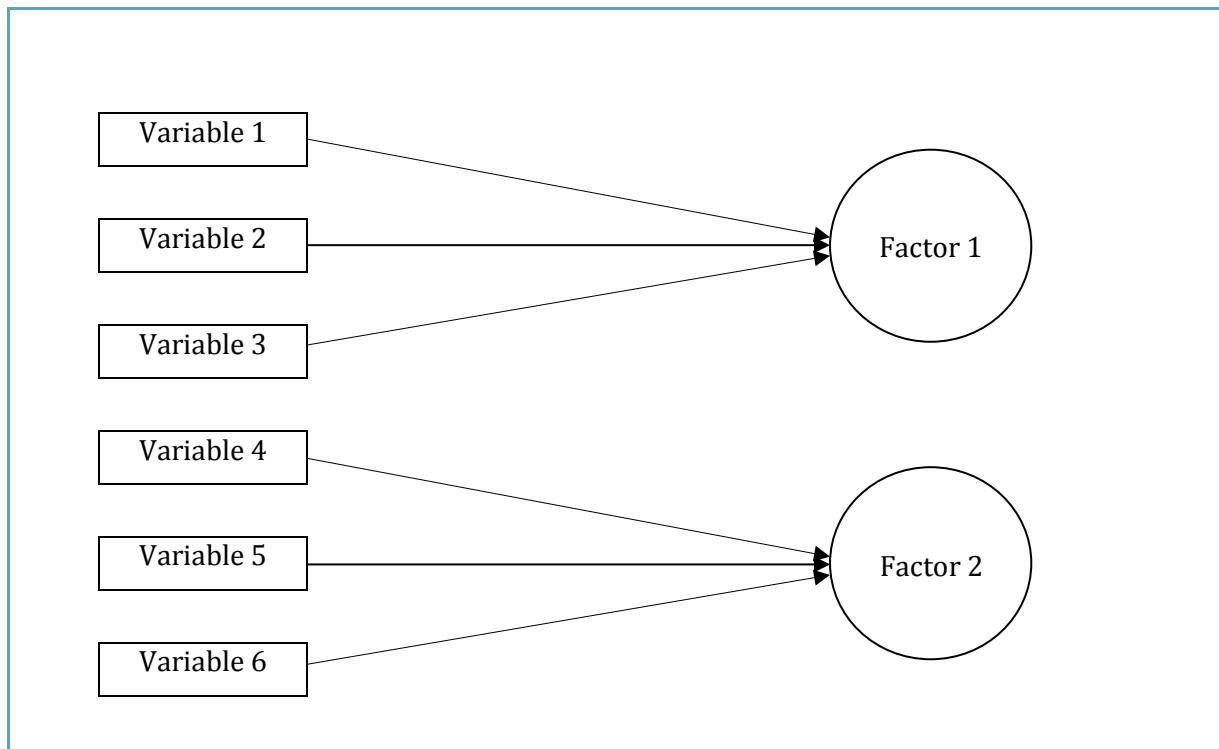 Variable 1
Variable 2
Factor 1
Variable 3
Variable 4
Variable 5
Factor 2
Variable 6